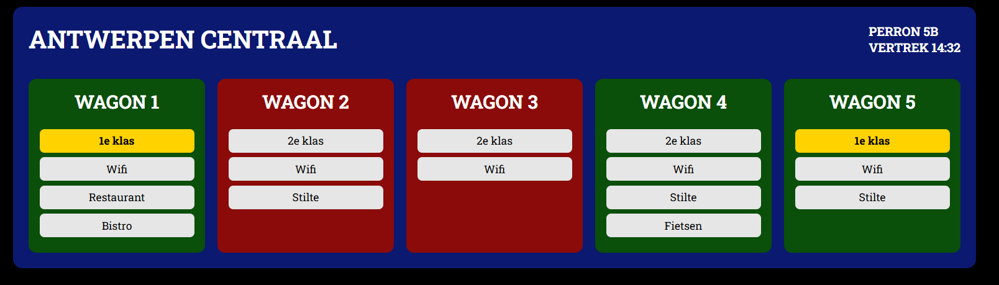 ANTWERPEN CENTRAAL
PERRON 5B
VERTREK 14:32
WAGON 1
1e klas
Wifi
Restaurant
Bistro
WAGON 2
2e klas
Wifi
Stilte
WAGON 3
2e klas
Wifi
WAGON 4
2e klas
Wifi
Stilte
Fietsen
WAGON 5
1e klas
Wifi
Stilte